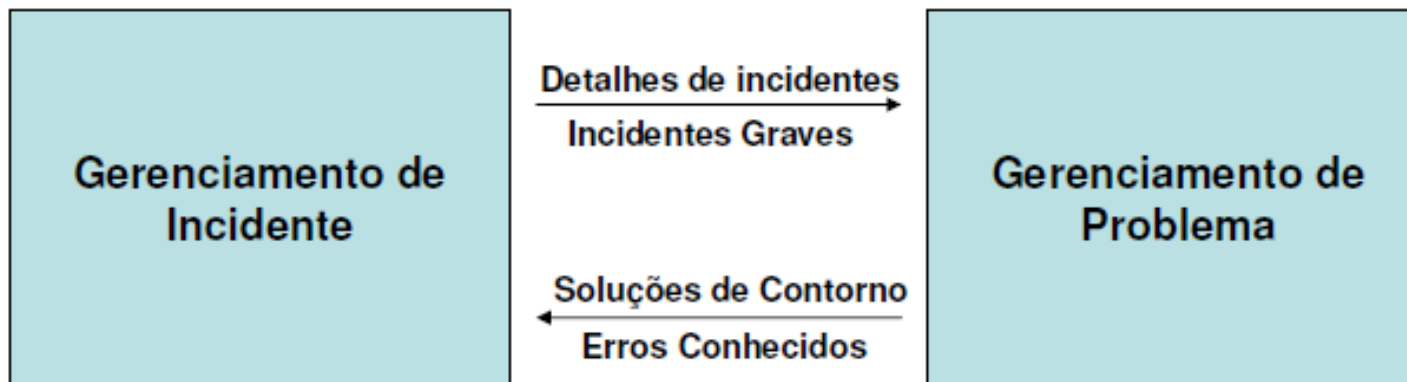 Gerenciamento de
Incidente
Detalhes de incidentes
Incidentes Graves
Soluções de Contorno
Erros Conhecidos
Gerenciamento de
Problema